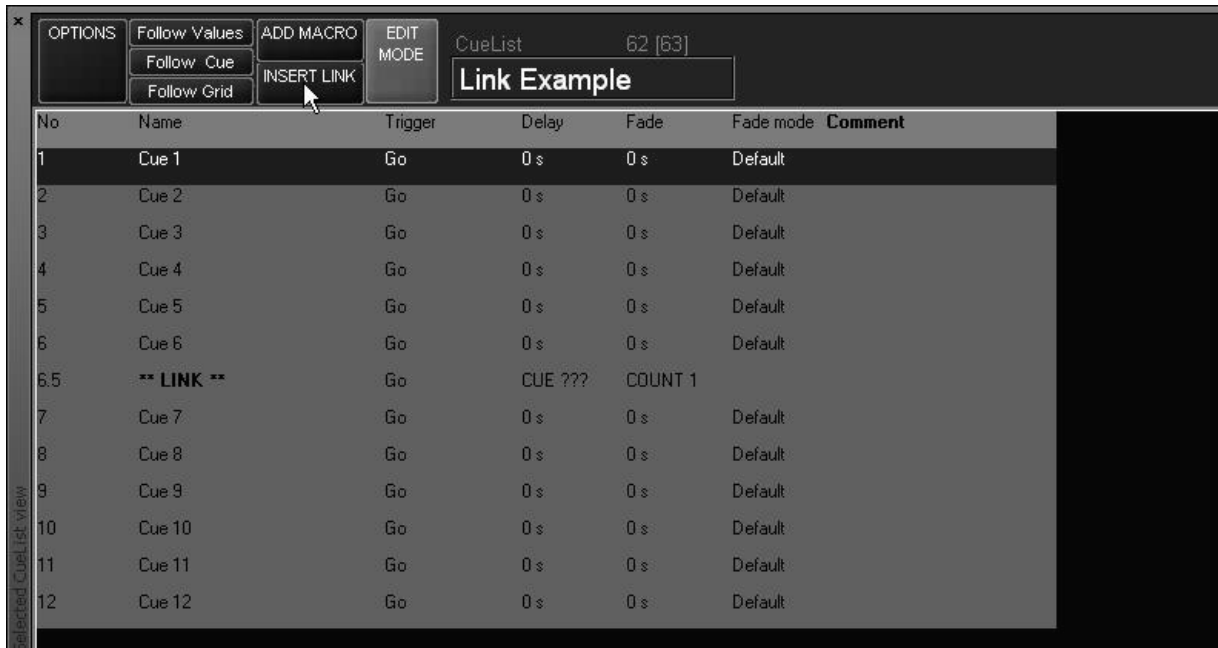 ×
OPTIONS
Follow Values
Follow Cue
Follow Grid
ADD MACRO
INSERT LINK
EDIT
MODE
CueList 62 [63]
Link Example
No Name Trigger Delay Fade Fade mode Comment
1 Cue 1 Go 0 s 0 s Default
2 Cue 2 Go 0 s 0 s Default
3 Cue 3 Go 0 s 0 s Default
4 Cue 4 Go 0 s 0 s Default
5 Cue 5 Go 0 s 0 s Default
6 Cue 6 Go 0 s 0 s Default
6.5 ** LINK ** Go CUE ??? COUNT 1
7 Cue 7 Go 0 s 0 s Default
8 Cue 8 Go 0 s 0 s Default
9 Cue 9 Go 0 s 0 s Default
10 Cue 10 Go 0 s 0 s Default
11 Cue 11 Go 0 s 0 s Default
12 Cue 12 Go 0 s 0 s Default
Selected CueList view